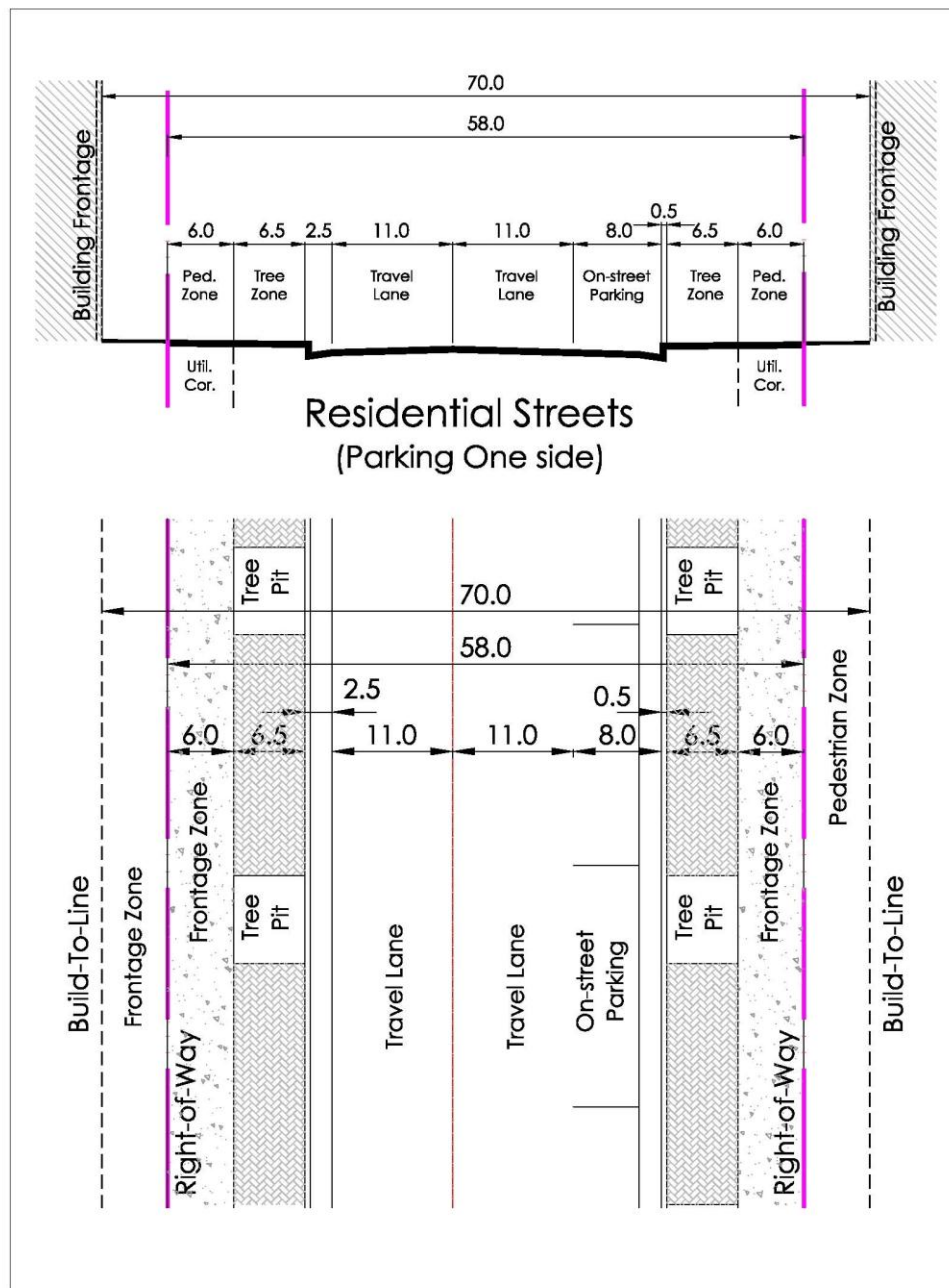 70.0
58.0
0.5
6.0 6.5 2.5 11.0 11.0 8.0 6.5 6.0
Building Frontage
Ped. Zone
Tree Zone
Travel Lane
Travel Lane
On-street Parking
Tree Zone
Ped. Zone
Building Frontage
Util. Cor.
Util. Cor.
Residential Streets
(Parking One side)
Tree Pit
Tree Pit
70.0
58.0
2.5 0.5
6.0 6.5 11.0 11.0 8.0 6.5 6.0
Build-To-Line
Frontage Zone
Frontage Zone
Right-of-Way
Tree Pit
Travel Lane
Travel Lane
On-street Parking
Tree Pit
Frontage Zone
Right-of-Way
Pedestrian Zone
Build-To-Line